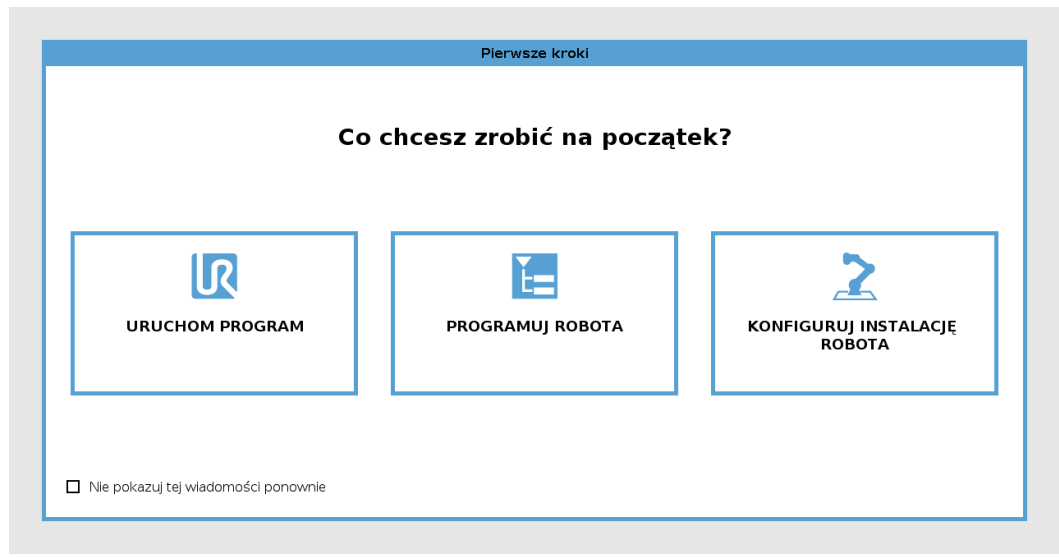 Pierwsze kroki
Co chcesz zrobić na początek?
UR
URUCHOM PROGRAM
PROGRAMUJ ROBOTA
KONFIGURUJ INSTALACJĘ
ROBOTA
Nie pokazuj tej wiadomości ponownie